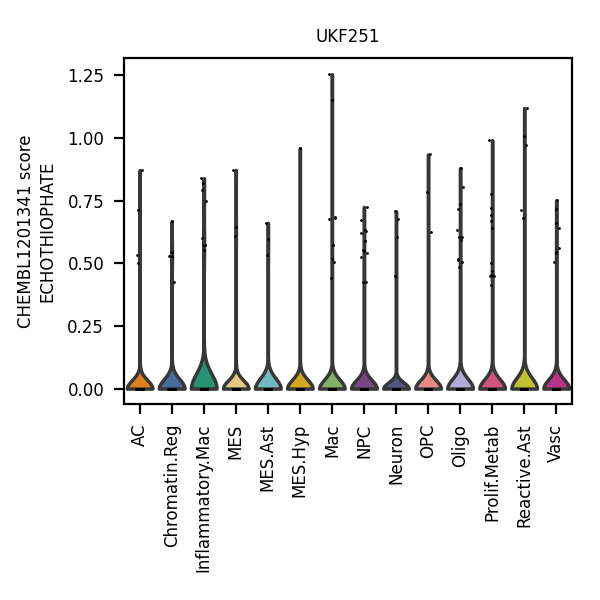 UKF251
CHEMBL1201341 score
ECHOTHIOPHATE
1.25
1.00
0.75
0.50
0.25
0.00
AC
Chromatin.Reg
Inflammatory.Mac
MES
MES.Ast
MES.Hyp
Mac
NPC
Neuron
OPC
Oligo
Prolif.Metab
Reactive.Ast
Vasc